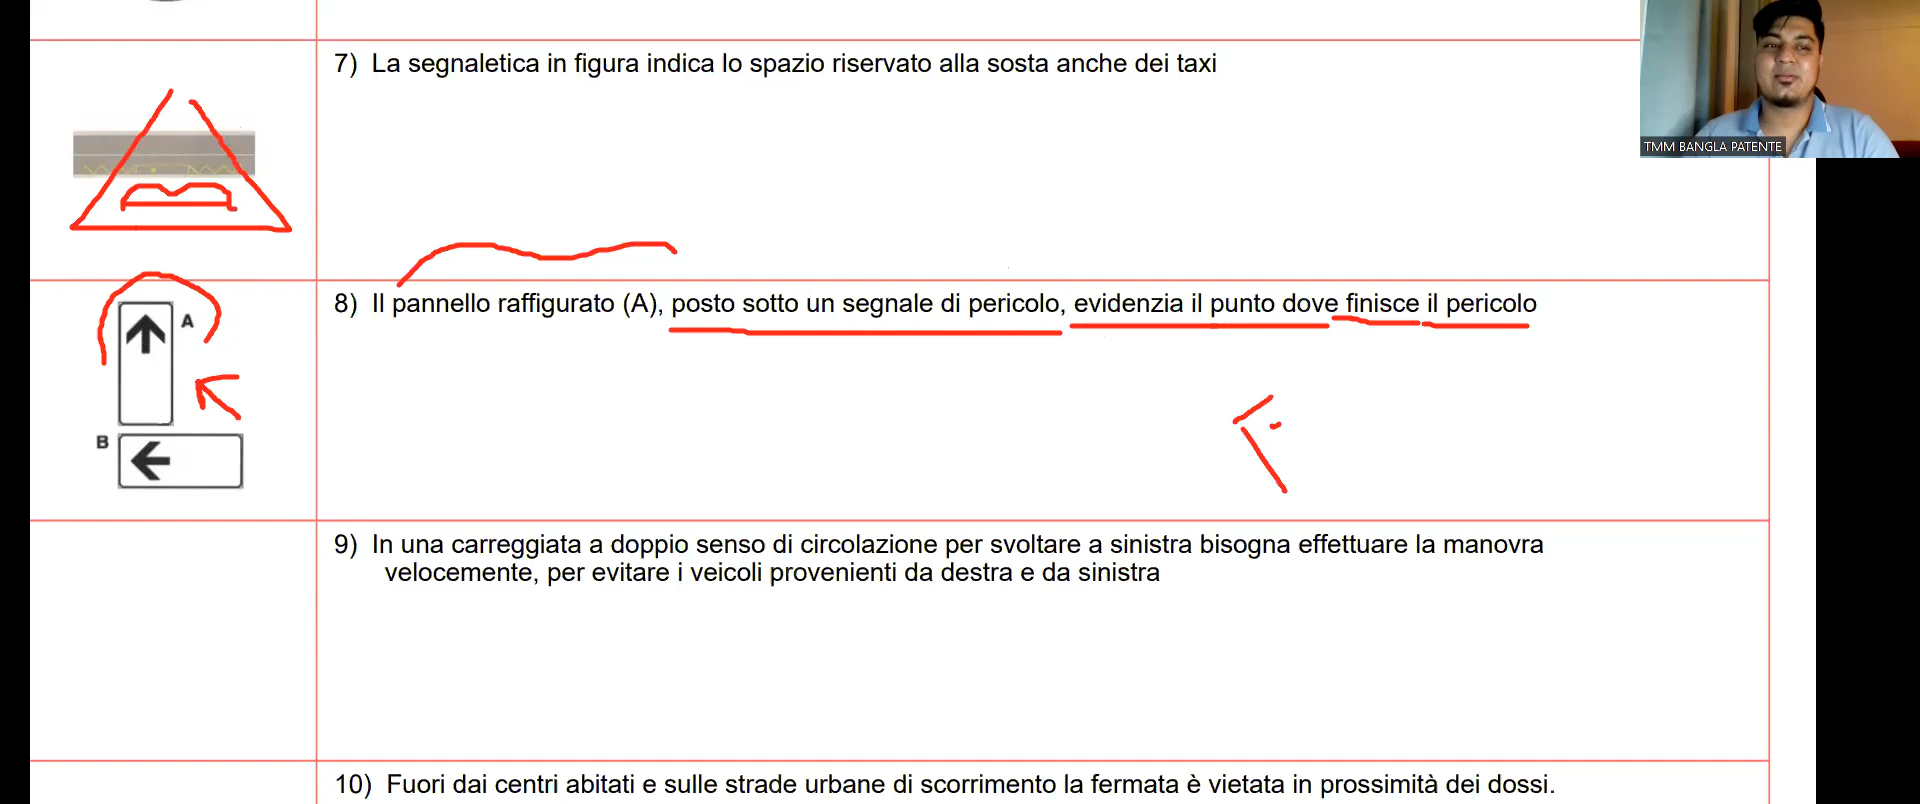 TMM BANGLA PATENTE
7) La segnaletica in figura indica lo spazio riservato alla sosta anche dei taxi
8) Il pannello raffigurato (A), posto sotto un segnale di pericolo, evidenzia il punto dove finisce il pericolo
A
B
9) In una carreggiata a doppio senso di circolazione per svoltare a sinistra bisogna effettuare la manovra
velocemente, per evitare i veicoli provenienti da destra e da sinistra
10) Fuori dai centri abitati e sulle strade urbane di scorrimento la fermata è vietata in prossimità dei dossi.